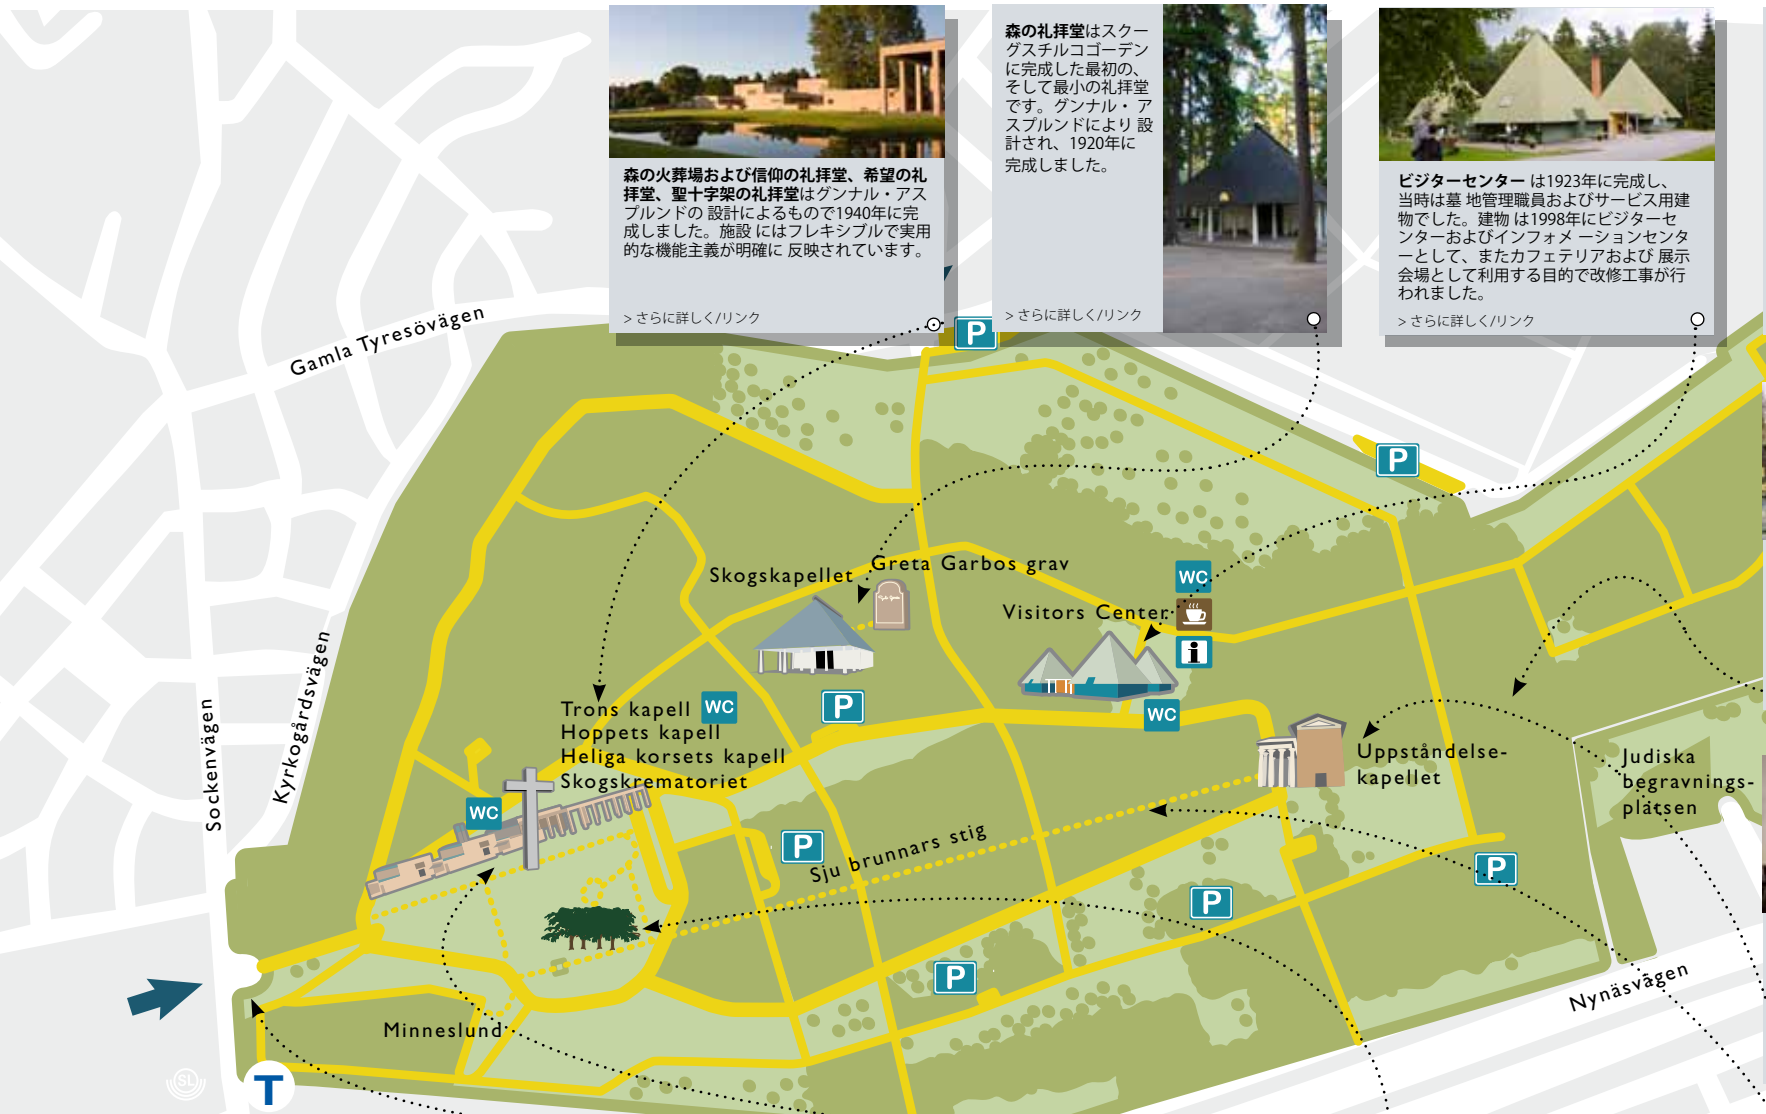 森の火葬場および信仰の礼拝堂、希望の礼
拝堂、聖十字架の礼拝堂はグンナル・アス
プルンドの 設計によるもので1940年に完
成しました。施設 にはフレキシブルで実用
的な機能主義が明確に 反映されています。
> さらに詳しく/リンク
森の礼拝堂はスクー
グスチルコゴーデン
に完成した最初の、
そして最小の礼拝堂
です。グンナル・ ア
スプルンドにより 設
計され、1920年に
完成しました。
> さらに詳しく/リンク
ビジターセンター は1923年に完成し、
当時は墓 地管理職員およびサービス用建
物でした。建物 は1998年にビジターセ
ンターおよびインフォメ ーションセンタ
ーとして、またカフェテリアおよび 展示
会場として利用する目的で改修工事が行
われました。
> さらに詳しく/リンク
Gamla Tyresövägen
P
P
Skogskapellet
Greta Garbos grav
WC
Visitors Center
i
Sockenvägen
Kyrkogårdsvägen
Trons kapell
Hoppets kapell
Heliga korsets kapell
Skogskrematoriet
WC
P
WC
Uppståndelse-
kapellet
Judiska
begravnings-
platsen
WC
P
Sju brunnars stig
P
P
P
Minneslund
Nynäsvägen
SL
T